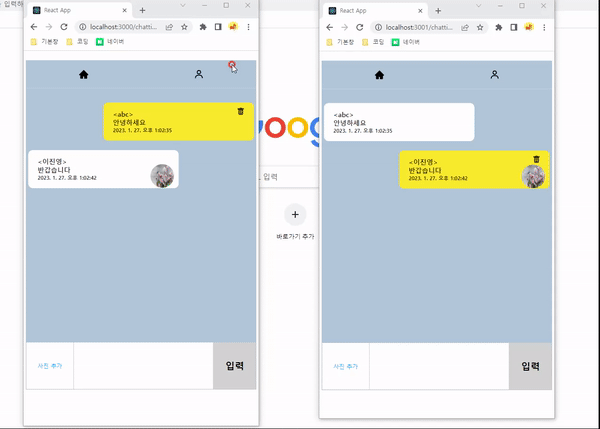 입력하
React App
localhost:3000/chatti...
기본창
코딩
네이버
<abc>
안녕하세요
2023. 1. 27. 오후 1:02:35
<이진영>
반갑습니다
2023. 1. 27. 오후 1:02:42
사진 추가
입력
입력
바로가기 추가
React App
localhost:3001/chattin...
기본창
코딩
네이버
<abc>
안녕하세요
2023. 1. 27. 오후 1:02:35
<이진영>
반갑습니다
2023. 1. 27. 오후 1:02:42
사진 추가
입력